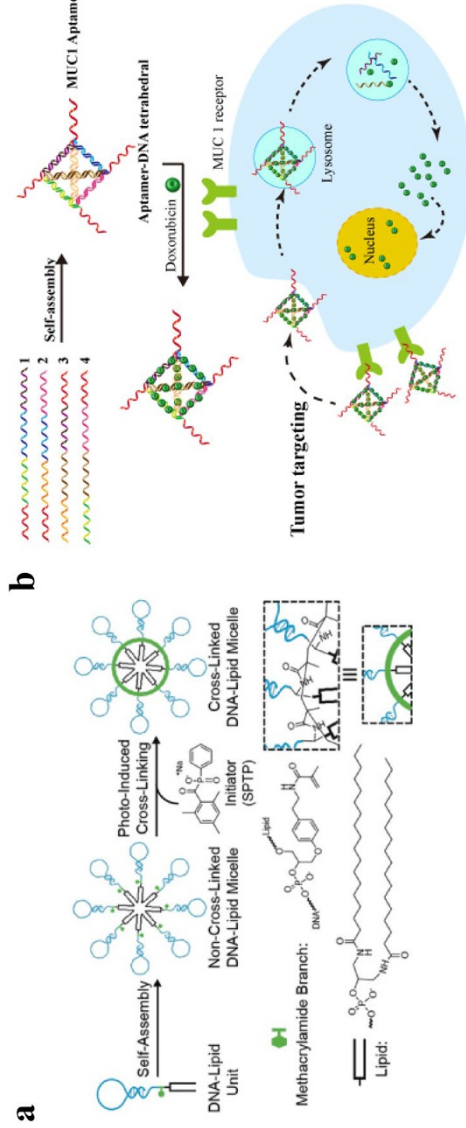 a
Self-Assembly
DNA-Lipid
Unit
Non-Cross-Linked
DNA-Lipid Micelle
Photo-Induced
Cross-Linking
Initiator
(SPTP)
Cross-Linked
DNA-Lipid Micelle
Methacrylamide Branch:
Lipid
DNA
Lipid:
b
1
2
3
4
Self-assembly
MUC1 Aptamer
Aptamer-DNA tetrahedral
Doxorubicin
MUC 1 receptor
Tumor targeting
Lysosome
Nucleus